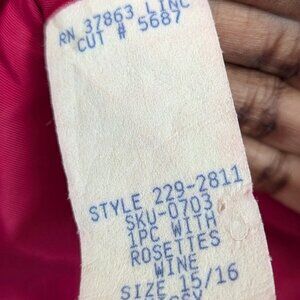 RN 37863 LINC
CUT # 5687
STYLE 229-2811
SKU-0703
1PC WITH
ROSETTES
WINE
SIZE 15/16